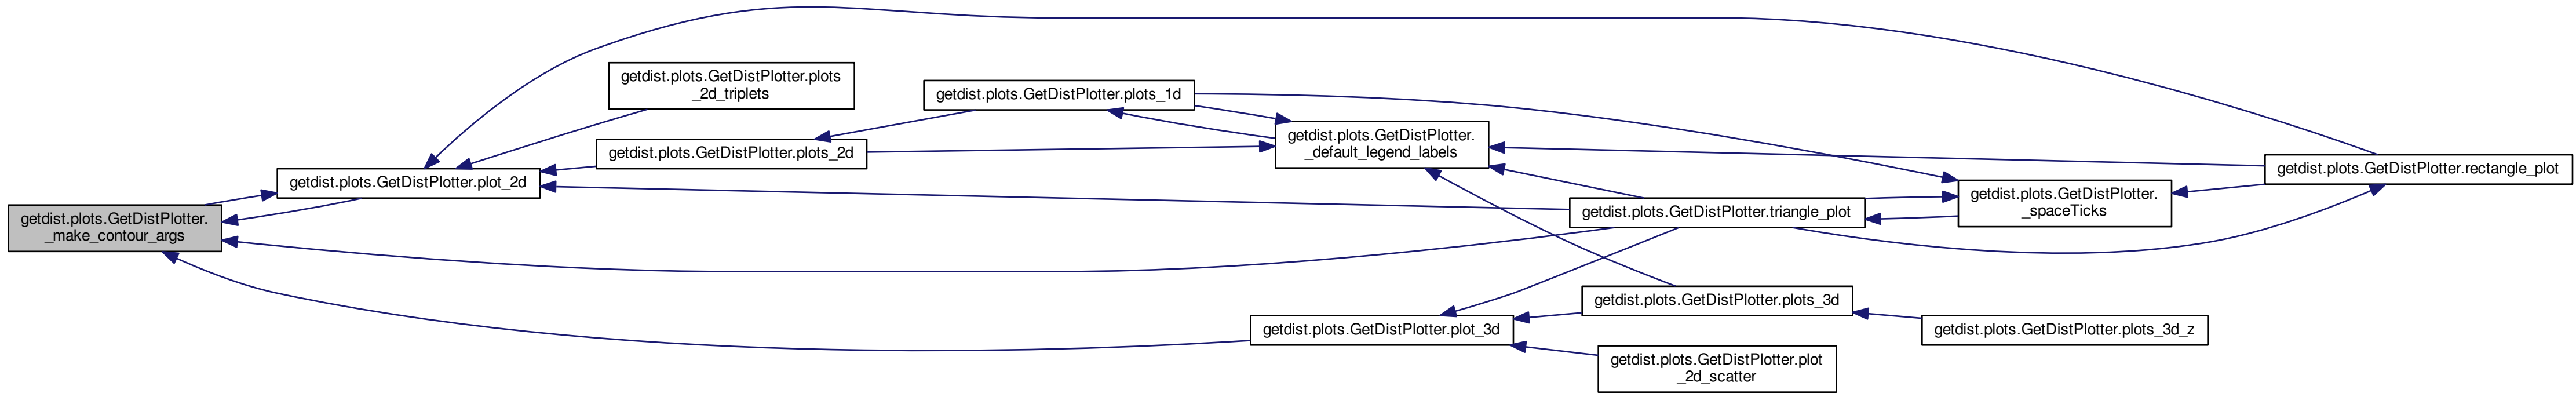 getdist.plots.GetDistPlotter.
_make_contour_args
getdist.plots.GetDistPlotter.plot_2d
getdist.plots.GetDistPlotter.plots
_2d_triplets
getdist.plots.GetDistPlotter.plots_2d
getdist.plots.GetDistPlotter.plots_1d
getdist.plots.GetDistPlotter.
_default_legend_labels
getdist.plots.GetDistPlotter.plot_3d
getdist.plots.GetDistPlotter.triangle_plot
getdist.plots.GetDistPlotter.plots_3d
getdist.plots.GetDistPlotter.plot
_2d_scatter
getdist.plots.GetDistPlotter.
_spaceTicks
getdist.plots.GetDistPlotter.plots_3d_z
getdist.plots.GetDistPlotter.rectangle_plot